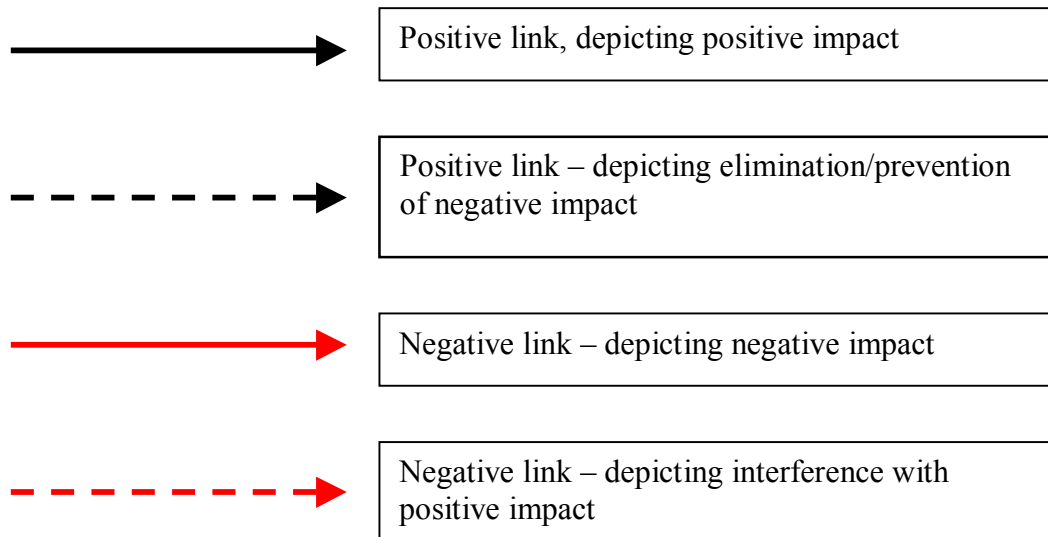 Positive link, depicting positive impact
Positive link – depicting elimination/prevention
of negative impact
Negative link – depicting negative impact
Negative link – depicting interference with
positive impact